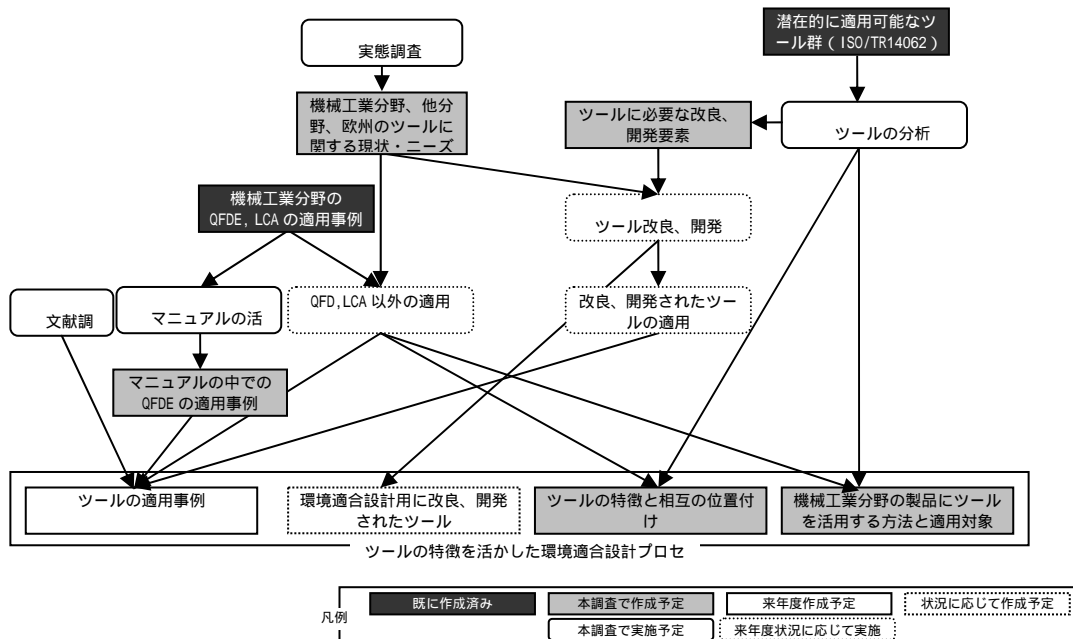 潜在的に適用可能なツ
ール群(ISO/TR14062)
実態調査
機械工業分野、他分
野、欧州のツールに
関する現状・ニーズ
ツールに必要な改良、
開発要素
ツールの分析
機械工業分野の
QFDE, LCA の適用事例
ツール改良、開発
文献調
マニュアルの活
QFD,LCA 以外の適用
改良、開発されたツー
ルの適用
マニュアルの中での
QFDE の適用事例
ツールの適用事例
環境適合設計用に改良、開発
されたツール
ツールの特徴と相互の位置付
け
機械工業分野の製品にツール
を活用する方法と適用対象
ツールの特徴を活かした環境適合設計プロセ
凡例
既に作成済み
本調査で作成予定
来年度作成予定
状況に応じて作成予定
本調査で実施予定
来年度状況に応じて実施